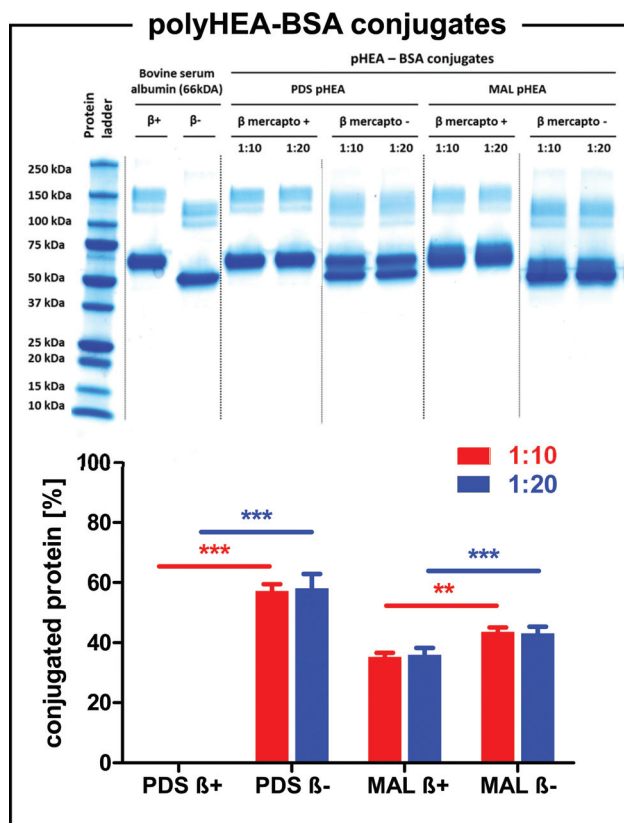 polyHEA-BSA conjugates
pHEA – BSA conjugates
Bovine serum
albumin (66kDA)
PDS pHEA
MAL pHEA
Protein
ladder
β+
β-
β mercapto +
β mercapto -
β mercapto +
β mercapto -
1:10
1:20
1:10
1:20
1:10
1:20
1:10
1:20
250 kDa
150 kDa
100 kDa
75 kDa
50 kDa
37 kDa
25 kDa
20 kDa
15 kDa
10 kDa
1:10
1:20
conjugated protein [%]
100
80
60
40
20
0
***
***
***
**
PDS ß+
PDS ß-
MAL ß+
MAL ß-